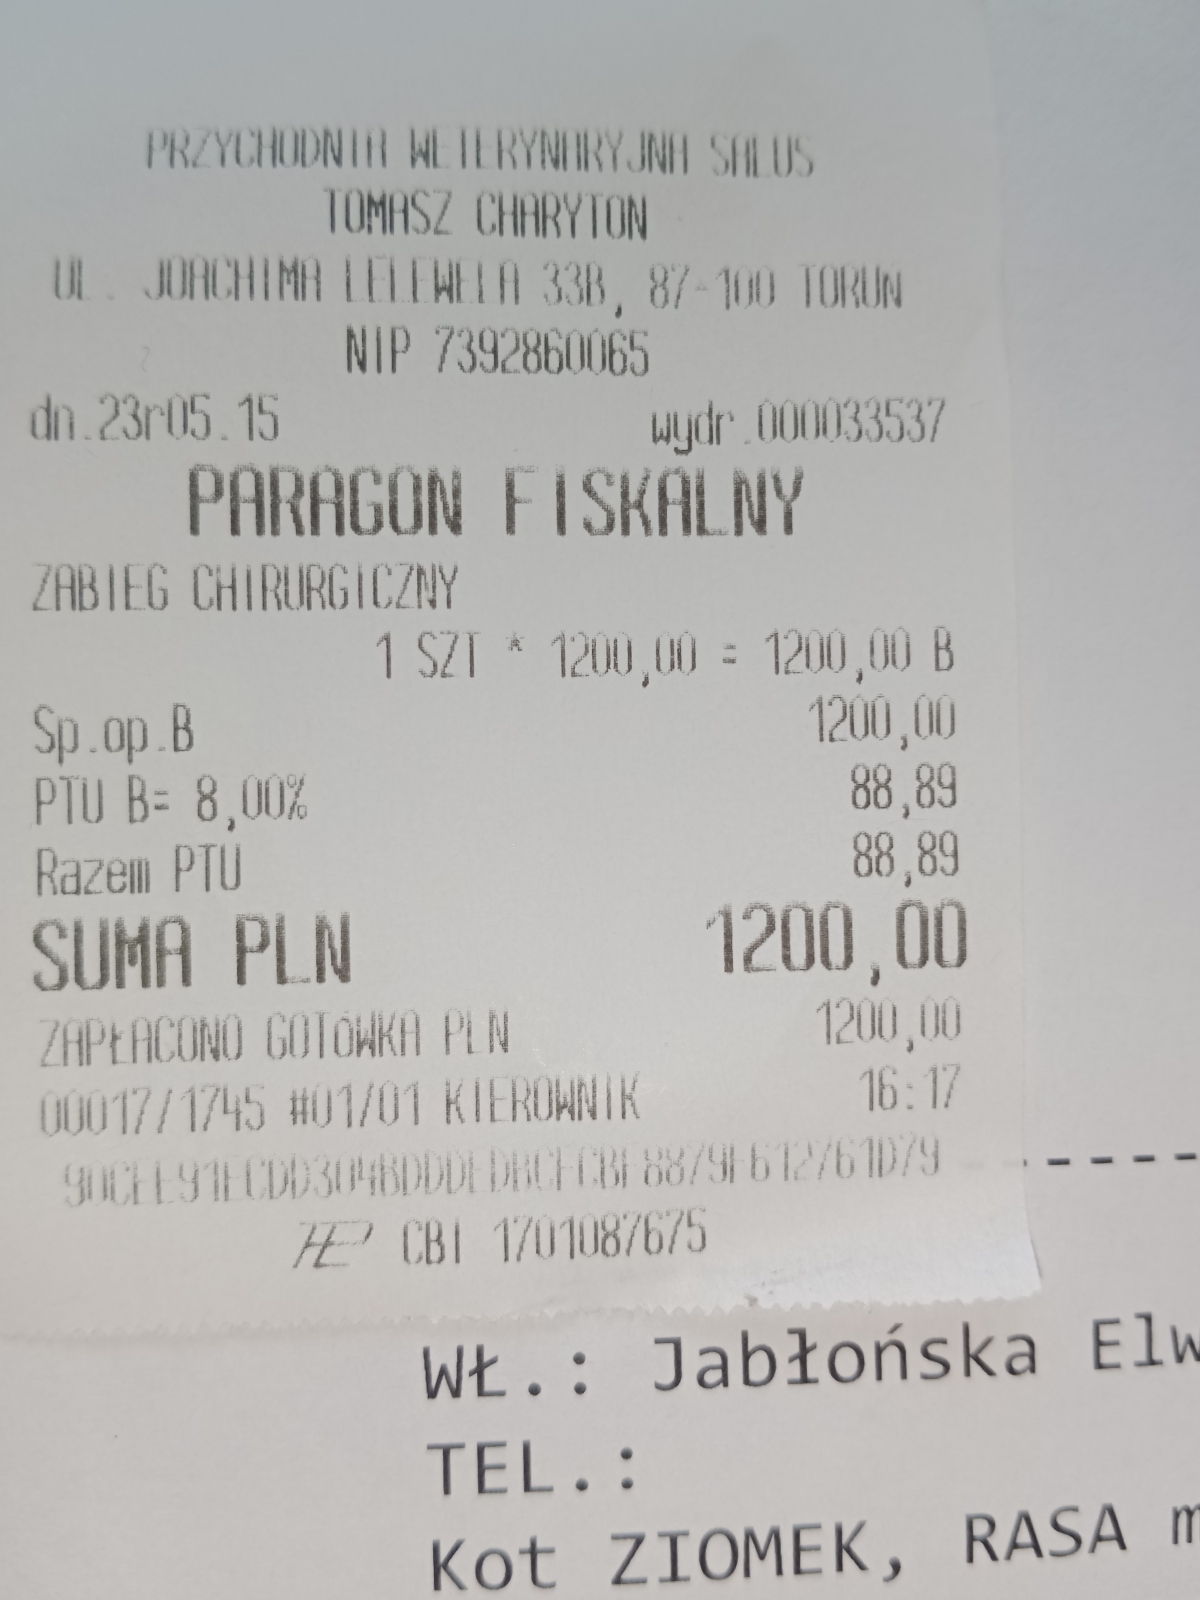 PRZYCHODNIA WETERYNARYJNA SALUS
TOMASZ CHARYTON
UL. JOACHIMA LELEWELA 33B, 87-100 TORUŃ
NIP 7392860065
dn.23r05.15 wydr.000033537
PARAGON FISKALNY
ZABIEG CHIRURGICZNY
1 SZT * 1200,00 = 1200,00 B
Sp.op.B 1200,00
PTU B= 8,00% 88,89
Razem PTU 88,89
SUMA PLN 1200,00
ZAPŁACONO GOTÓWKA PLN 1200,00
00017/1745 #01/01 KIEROWNIK 16:17
CBI 1701087675
WŁ.: Jabłońska Elw
TEL.:
Kot ZIOMEK, RASA m